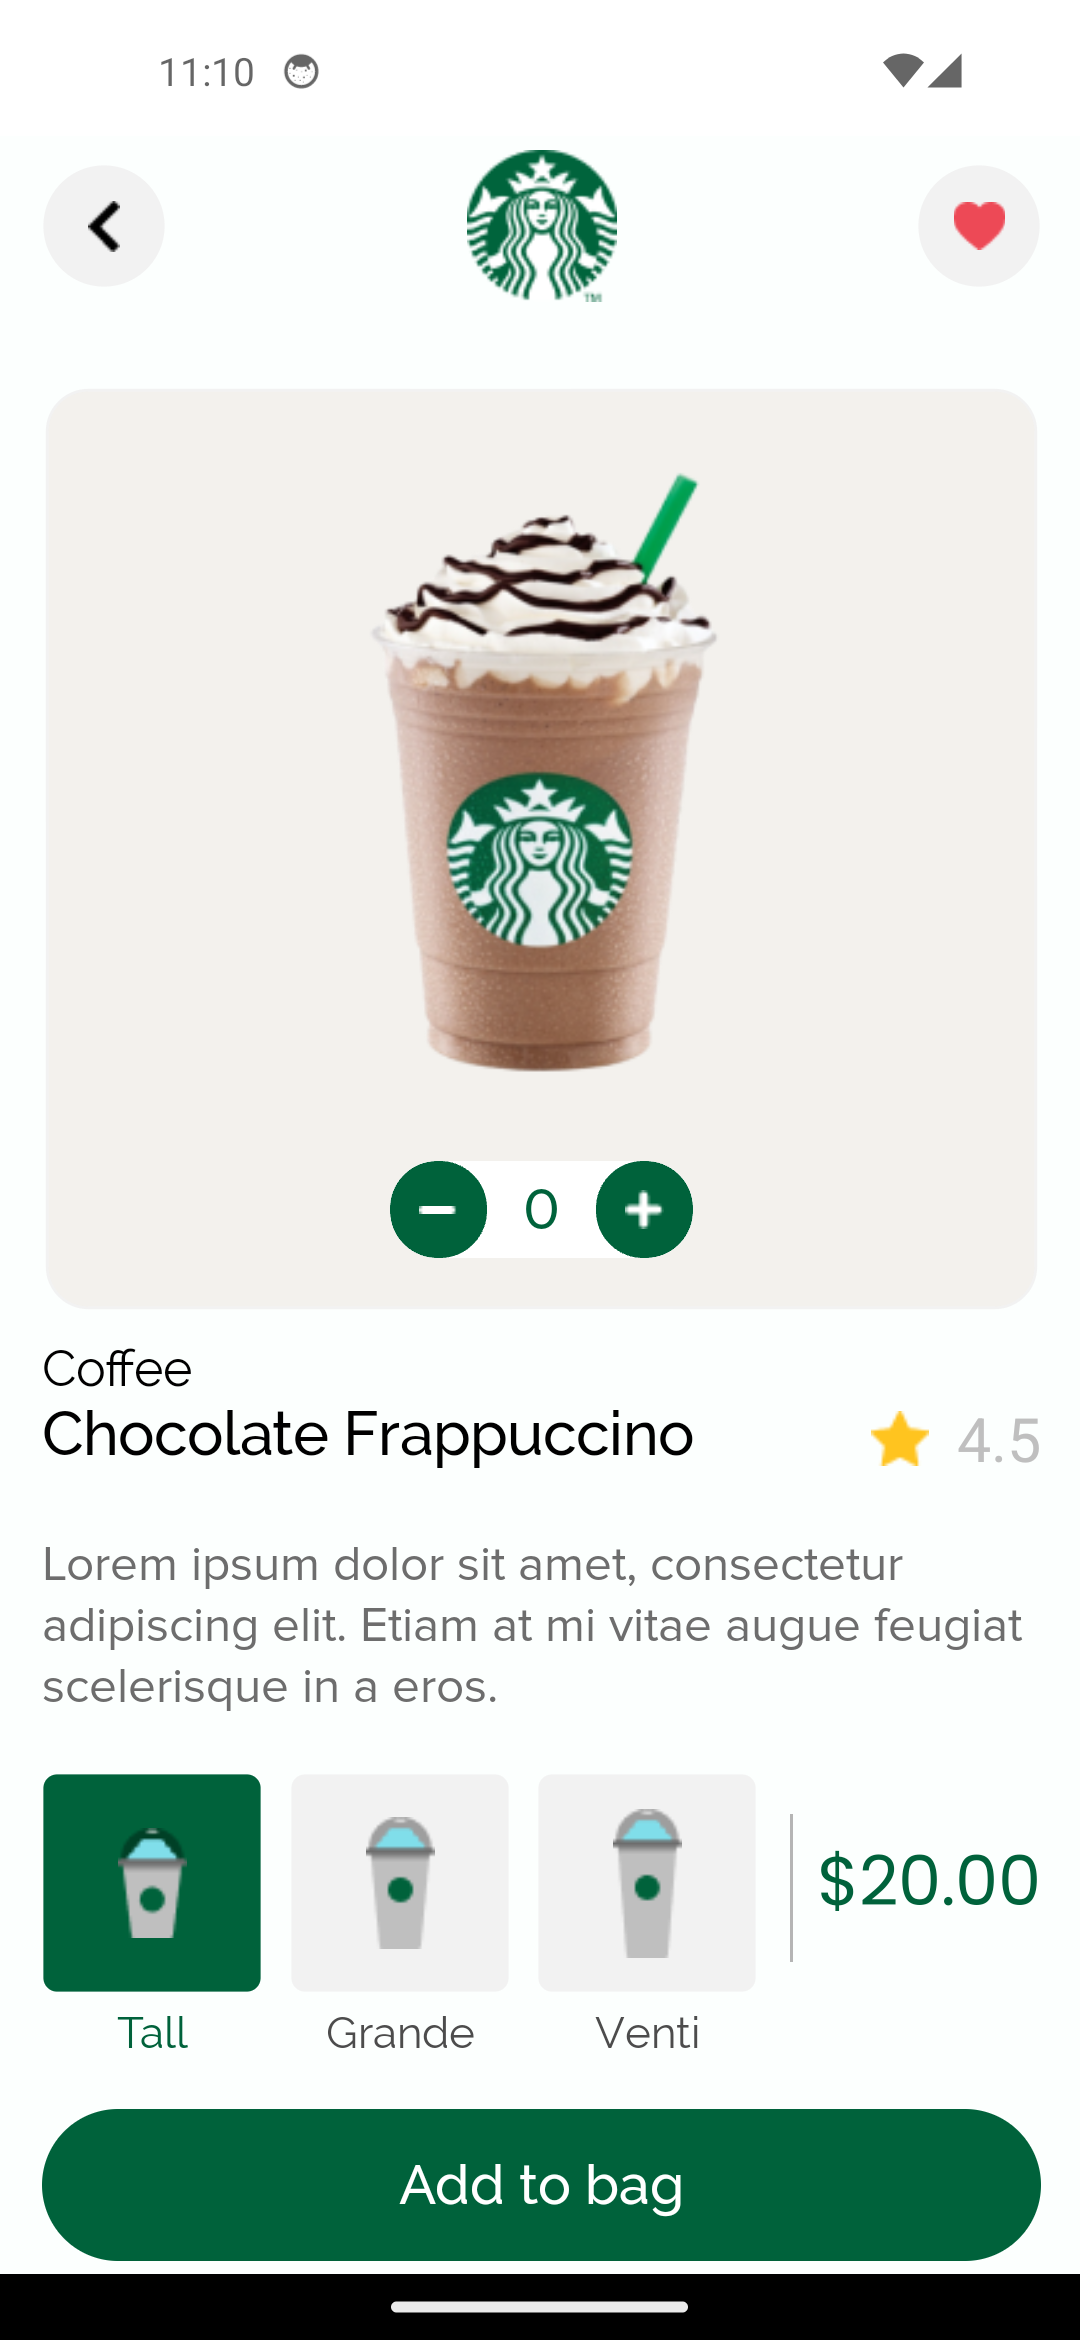 11:10
TM
0
Coffee
Chocolate Frappuccino
4.5
Lorem ipsum dolor sit amet, consectetur
adipiscing elit. Etiam at mi vitae augue feugiat
scelerisque in a eros.
$20.00
Tall Grande Venti
Add to bag